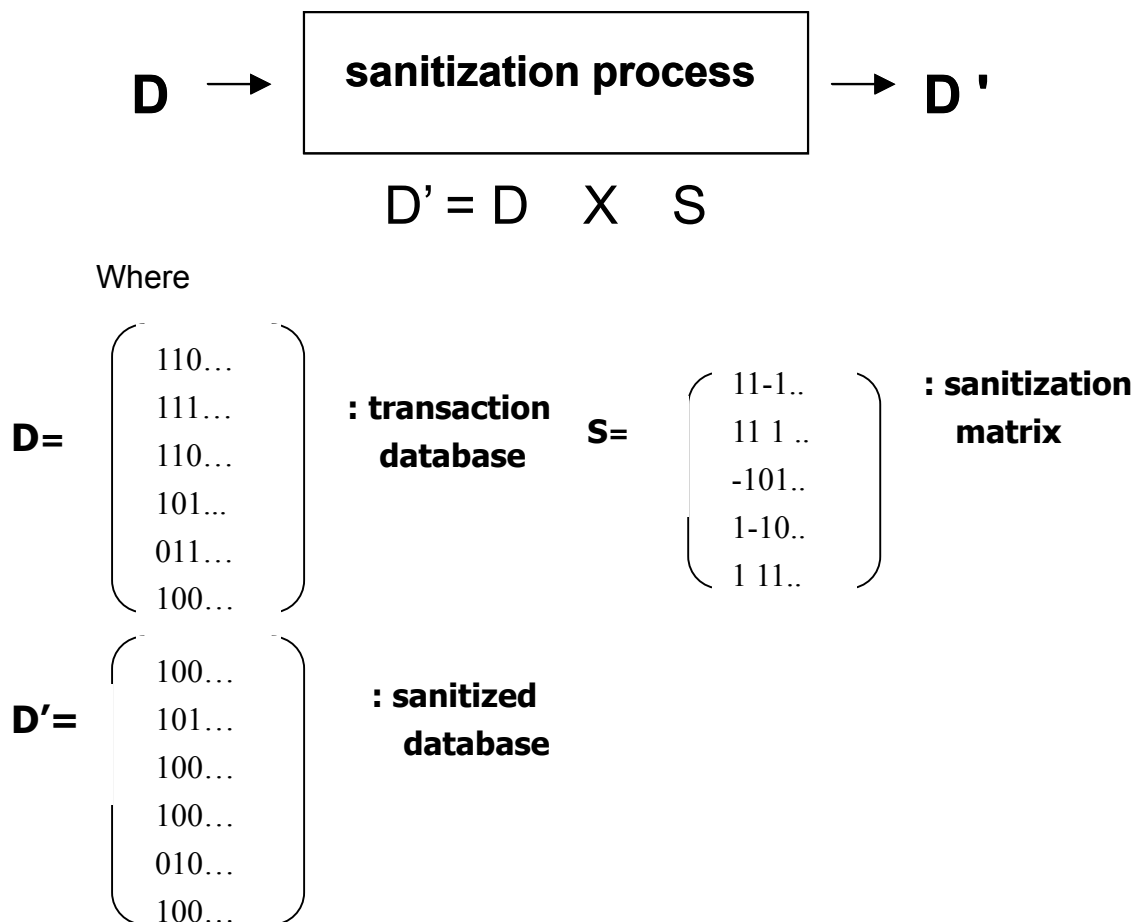 sanitization process
D → → D '
D' = D X S
Where
D=
110…
111…
110…
101...
011…
100…
: transaction
database
S=
11-1..
11 1 ..
-101..
1-10..
1 11..
: sanitization
matrix
D'=
100…
101…
100…
100…
010…
100…
: sanitized
database